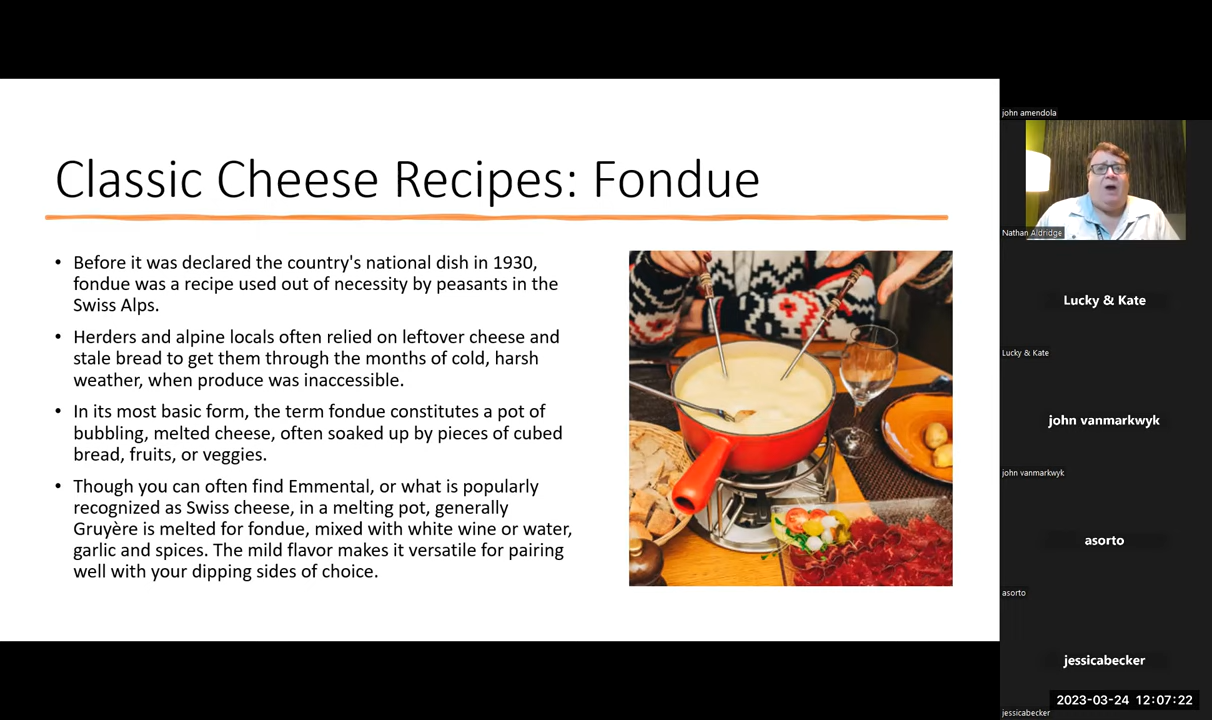 Classic Cheese Recipes: Fondue
• Before it was declared the country's national dish in 1930,
fondue was a recipe used out of necessity by peasants in the
Swiss Alps.
• Herders and alpine locals often relied on leftover cheese and
stale bread to get them through the months of cold, harsh
weather, when produce was inaccessible.
• In its most basic form, the term fondue constitutes a pot of
bubbling, melted cheese, often soaked up by pieces of cubed
bread, fruits, or veggies.
• Though you can often find Emmental, or what is popularly
recognized as Swiss cheese, in a melting pot, generally
Gruyère is melted for fondue, mixed with white wine or water,
garlic and spices. The mild flavor makes it versatile for pairing
well with your dipping sides of choice.
john amendola
Nathan Aldridge
Lucky & Kate
Lucky & Kate
john vanmarkwyk
john vanmarkwyk
asorto
asorto
jessicabecker
2023-03-24 12:07:22
jessicabecker